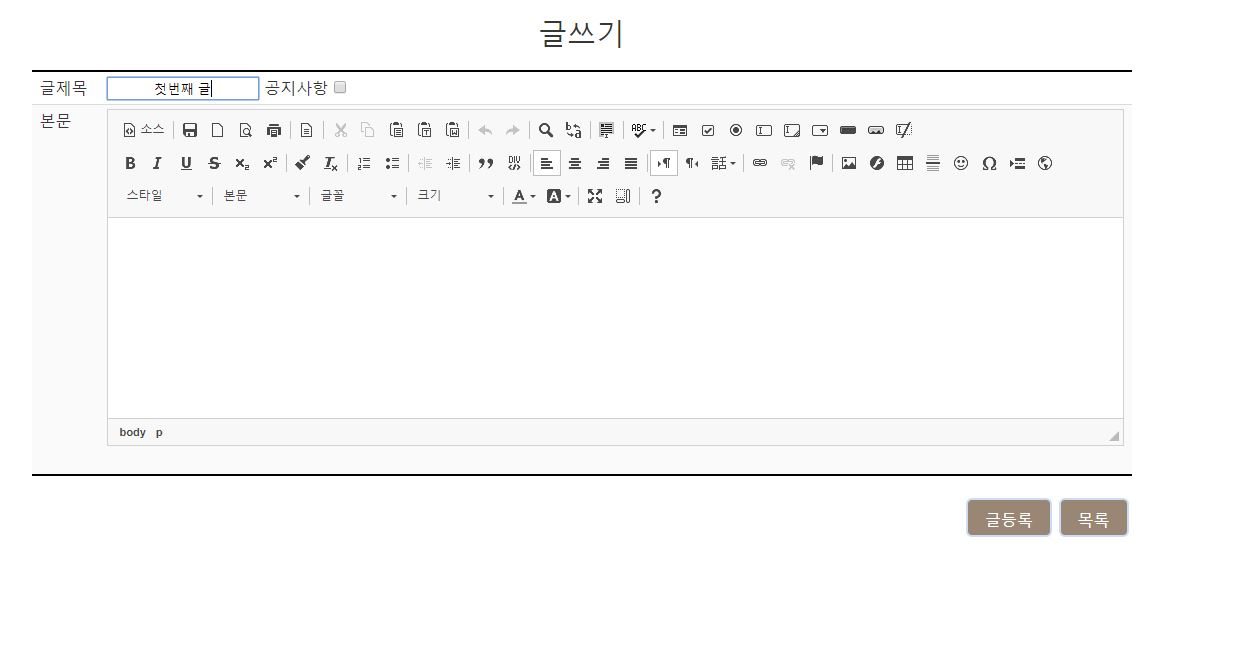 글쓰기
글제목 첫번째 글 공지사항
본문
소스
스타일 본문 글꼴 크기
body p
글등록 목록